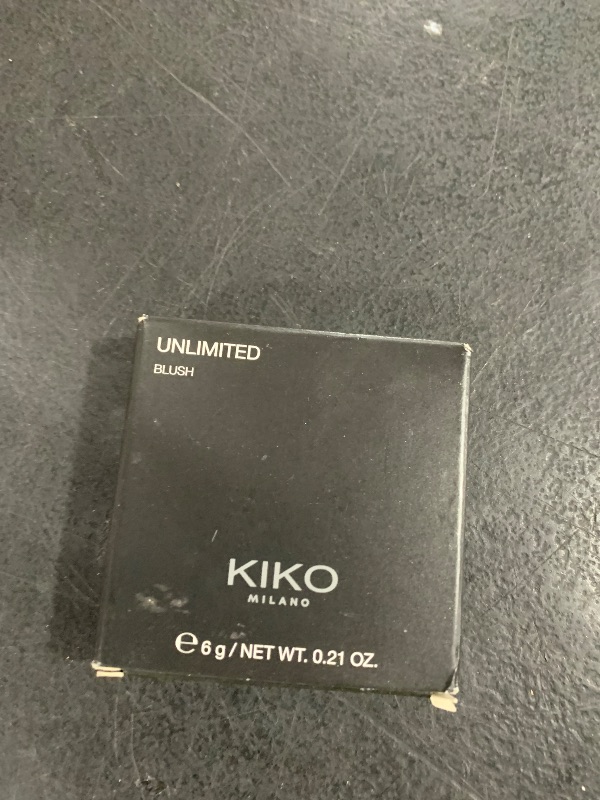 UNLIMITED
BLUSH
KIKO
MILANO
℮ 6 g / NET WT. 0.21 OZ.